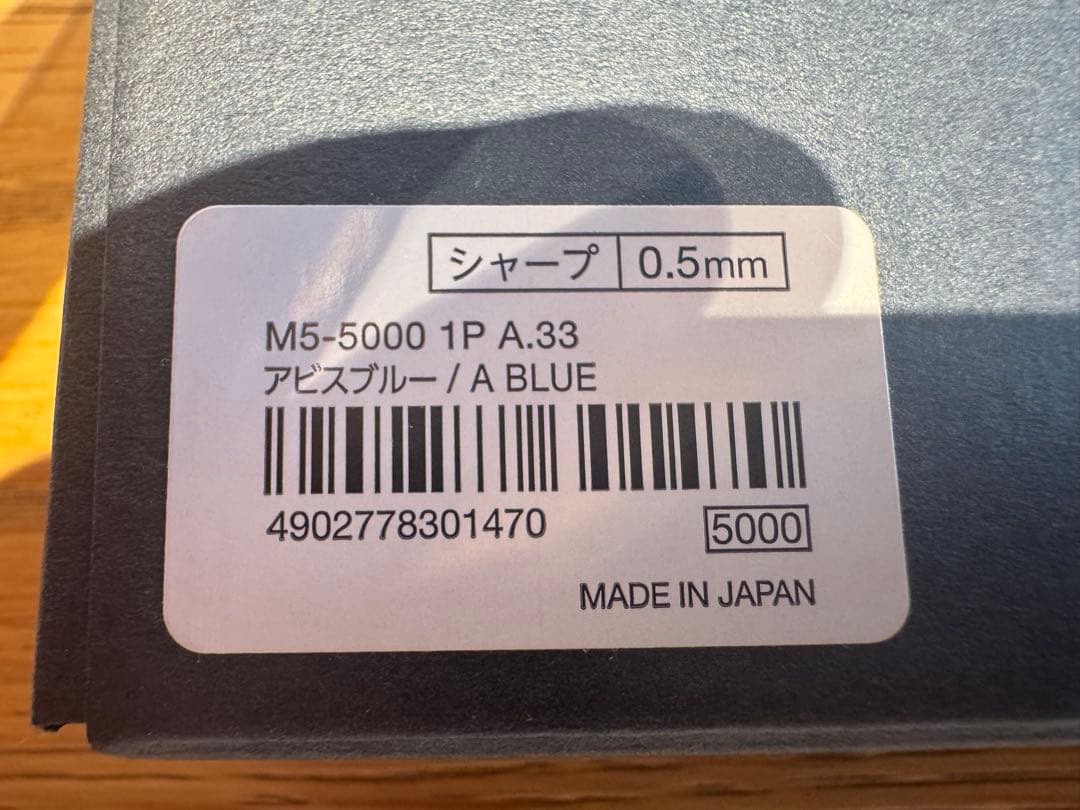 シャープ 0.5mm
M5-5000 1P A.33
アビスブルー / A BLUE
4902778301470 5000
MADE IN JAPAN